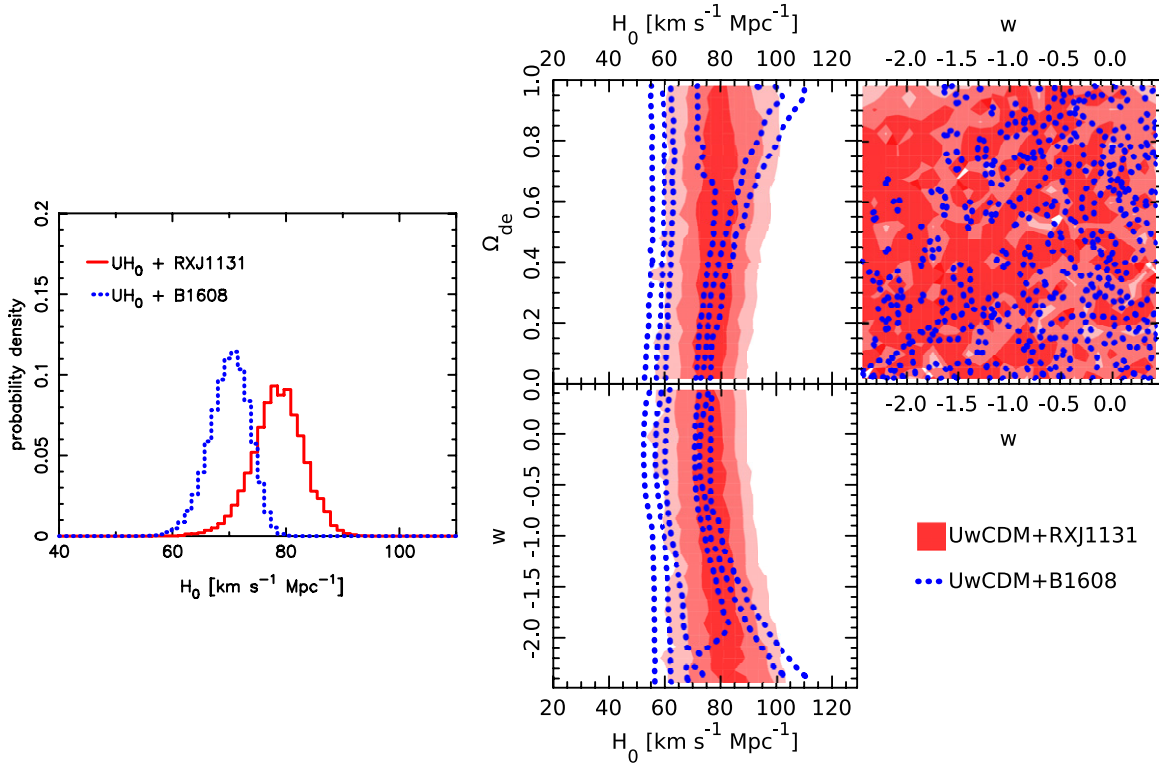 0.2
0.15
0.1
0.05
0
probability density
UH₀ + RXJ1131
UH₀ + B1608
40 60 80 100
H₀ [km s⁻¹ Mpc⁻¹]
H₀ [km s⁻¹ Mpc⁻¹]
20 40 60 80 100 120
w
-2.0 -1.5 -1.0 -0.5 0.0
1.0
0.8
0.6
0.4
0.2
0.0
Ω_de
-2.0 -1.5 -1.0 -0.5 0.0
w
0.0
-0.5
-1.0
-1.5
-2.0
w
20 40 60 80 100 120
H₀ [km s⁻¹ Mpc⁻¹]
UwCDM+RXJ1131
UwCDM+B1608